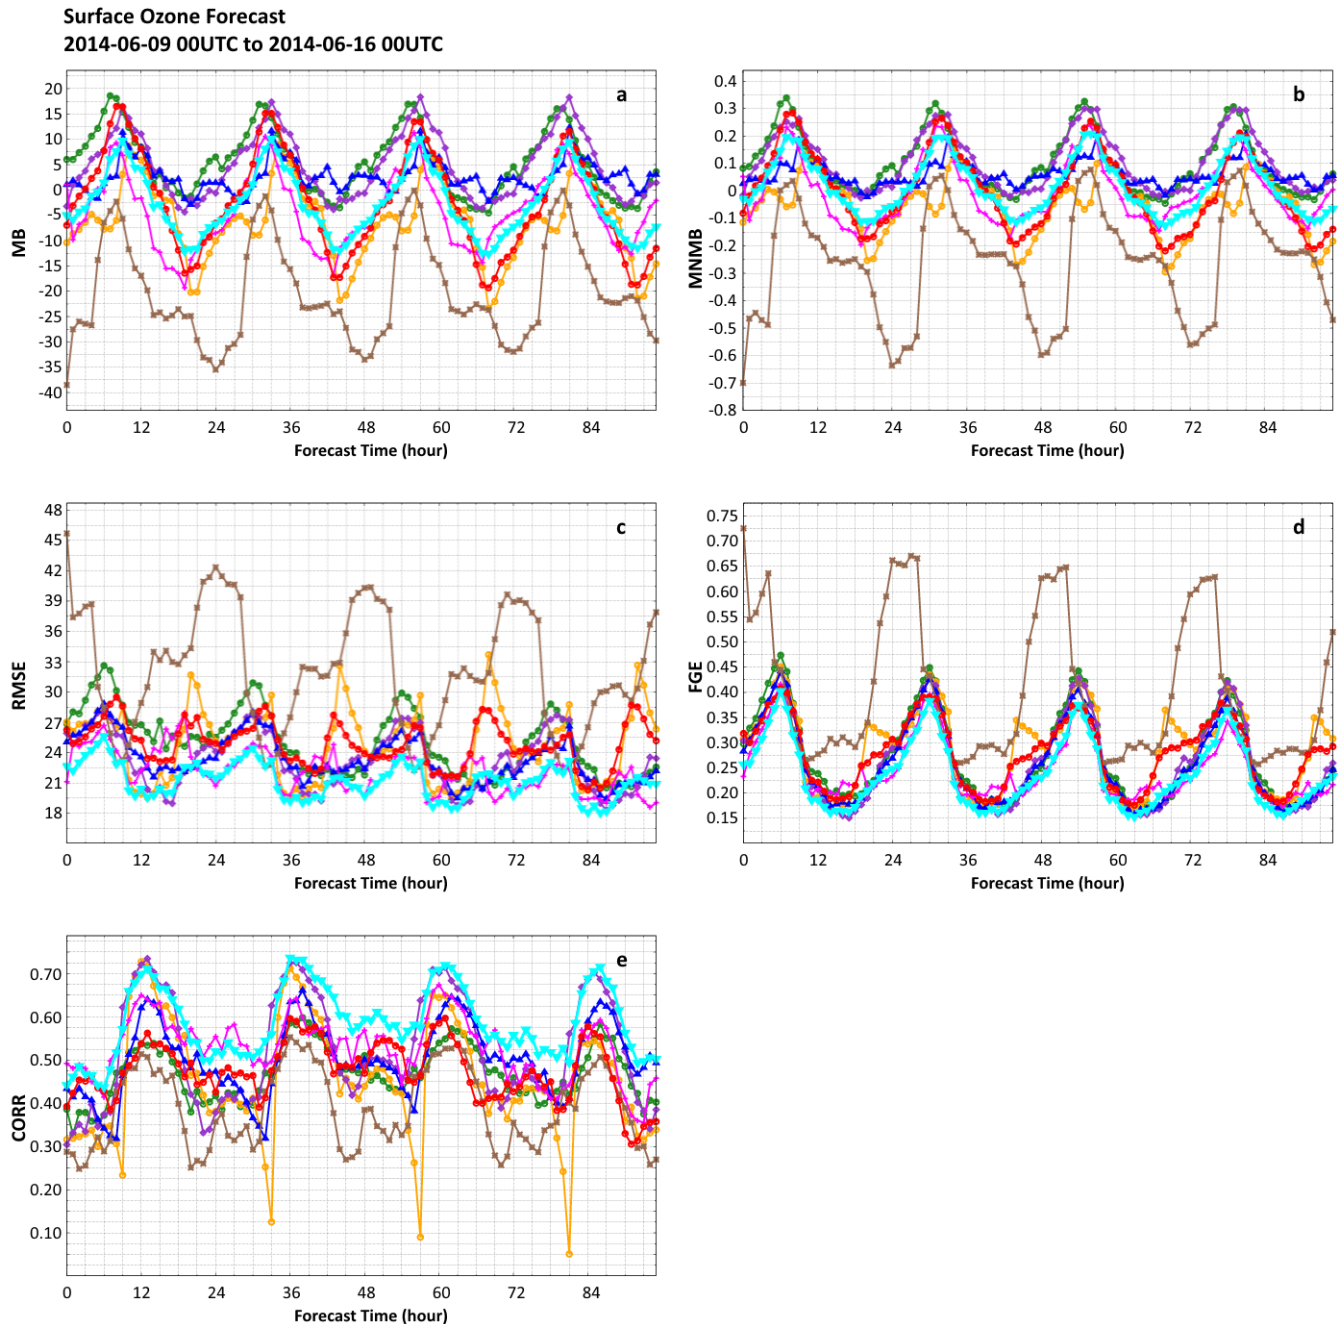 Surface Ozone Forecast
2014-06-09 00UTC to 2014-06-16 00UTC
a
MB
20
15
10
5
0
-5
-10
-15
-20
-25
-30
-35
-40
0 12 24 36 48 60 72 84
Forecast Time (hour)
b
MNMB
0.4
0.3
0.2
0.1
0
-0.1
-0.2
-0.3
-0.4
-0.5
-0.6
-0.7
-0.8
0 12 24 36 48 60 72 84
Forecast Time (hour)
c
RMSE
48
45
42
39
36
33
30
27
24
21
18
0 12 24 36 48 60 72 84
Forecast Time (hour)
d
FGE
0.75
0.70
0.65
0.60
0.55
0.50
0.45
0.40
0.35
0.30
0.25
0.20
0.15
0 12 24 36 48 60 72 84
Forecast Time (hour)
e
CORR
0.70
0.60
0.50
0.40
0.30
0.20
0.10
0 12 24 36 48 60 72 84
Forecast Time (hour)